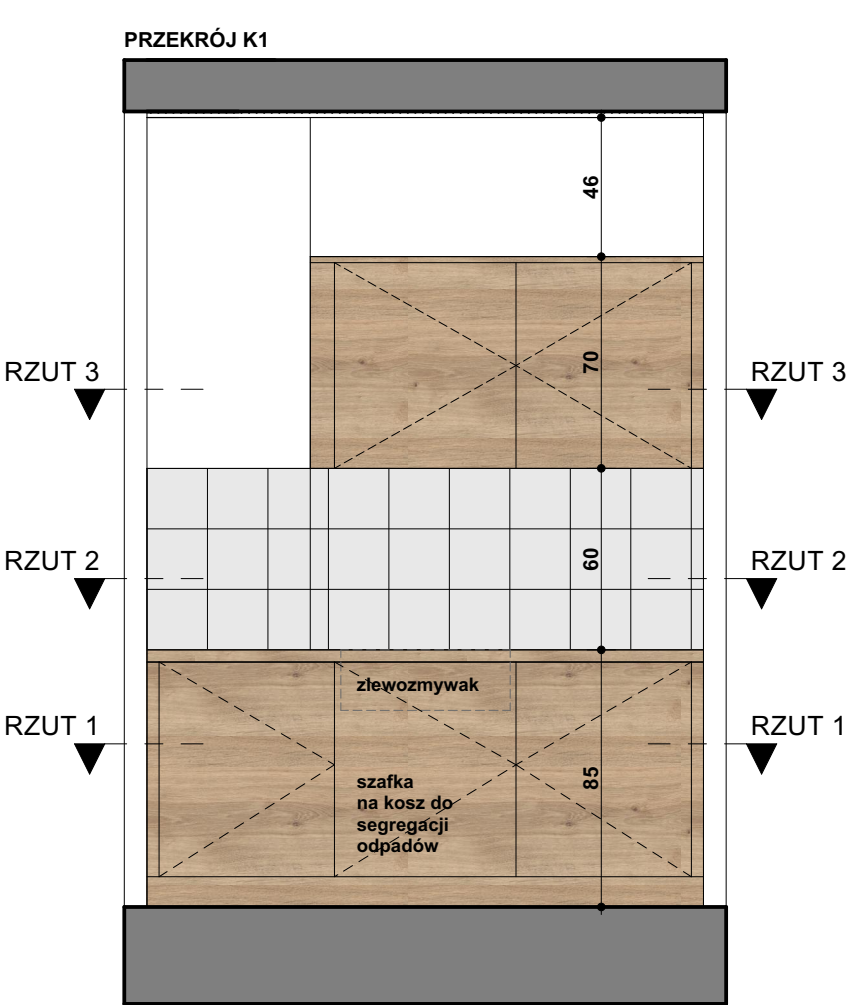 PRZEKRÓJ K1
46
RZUT 3
70
RZUT 3
RZUT 2
60
RZUT 2
zlewozmywak
RZUT 1
85
RZUT 1
szafka
na kosz do
segregacji
odpadów